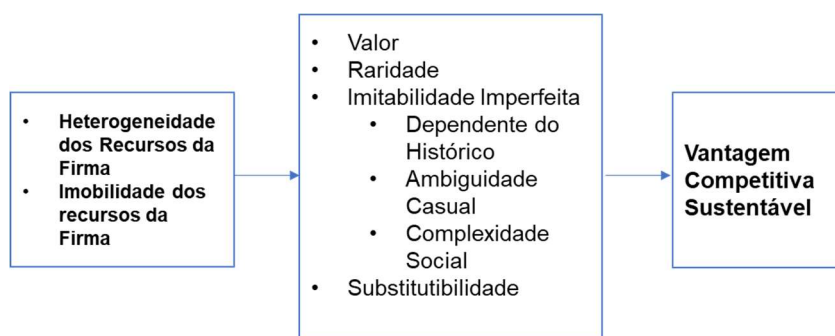 • Heterogeneidade
dos Recursos da
Firma
• Imobilidade dos
recursos da
Firma
• Valor
• Raridade
• Imitabilidade Imperfeita
• Dependente do
Histórico
• Ambiguidade
Casual
• Complexidade
Social
• Substitutibilidade
Vantagem
Competitiva
Sustentável